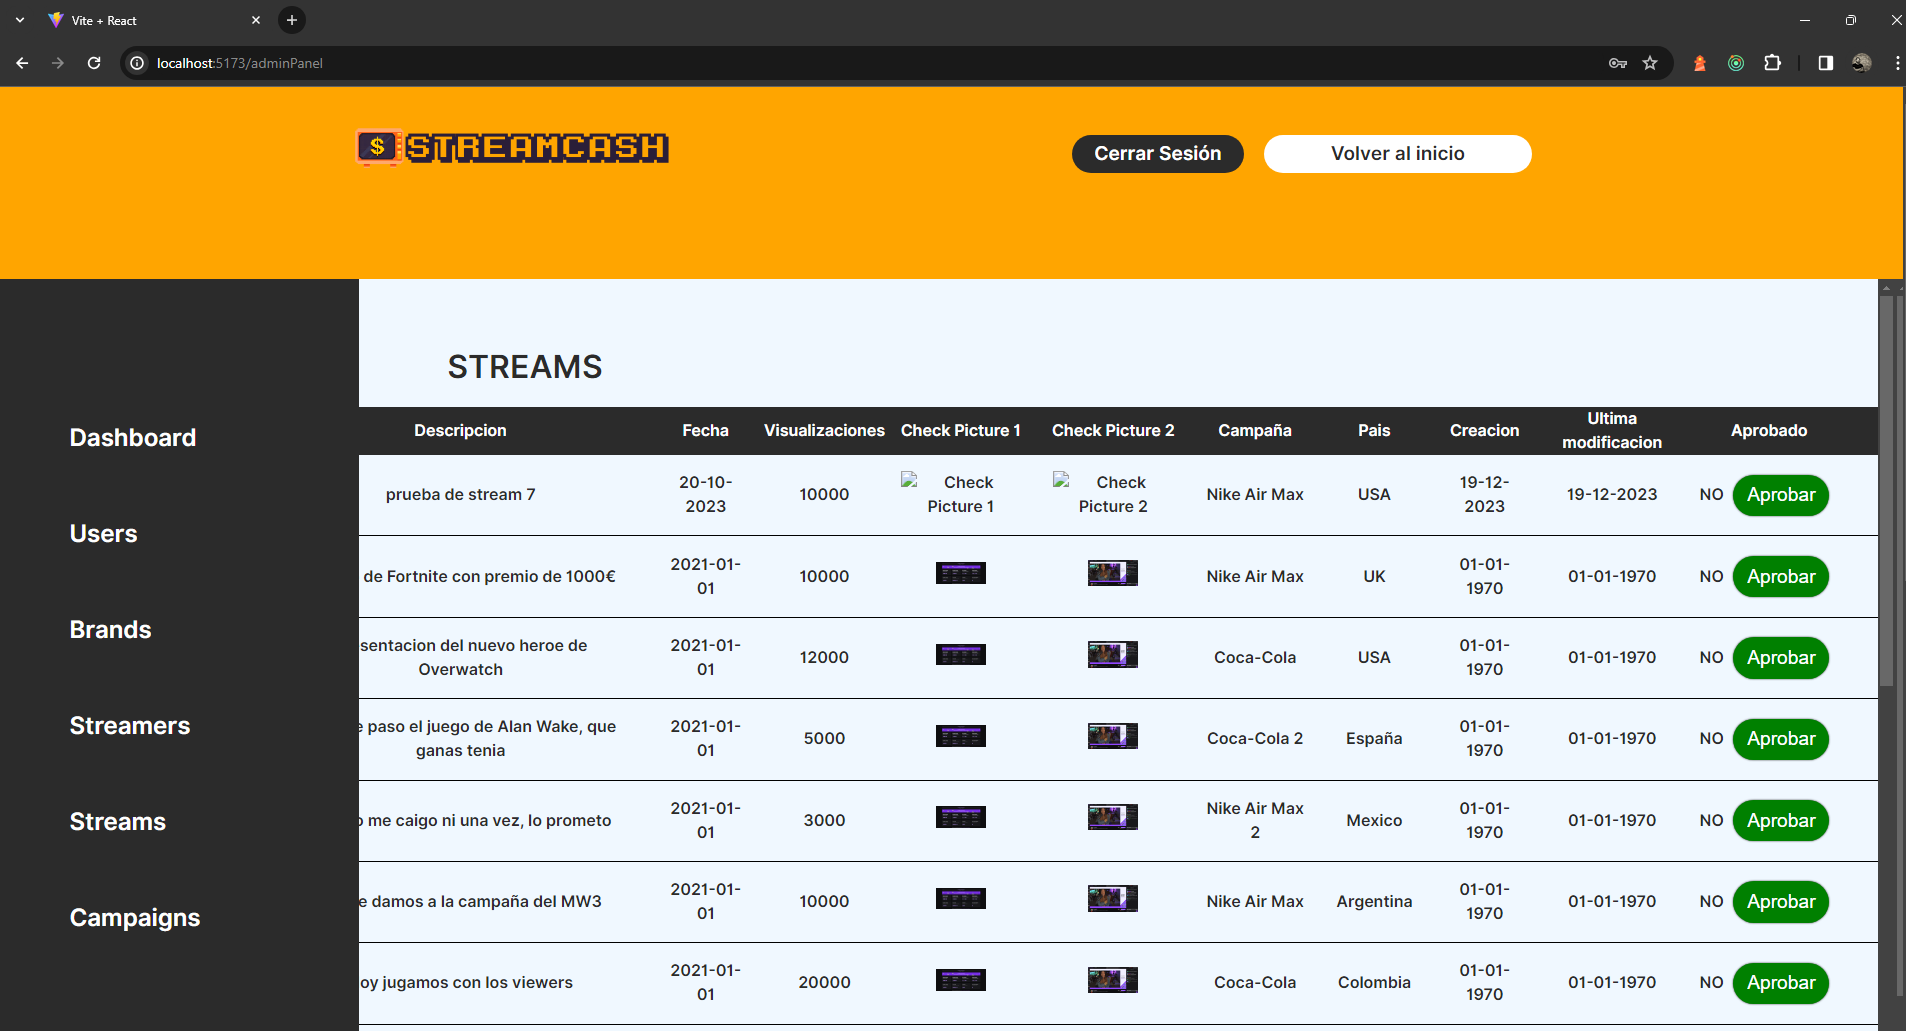 Vite + React
localhost:5173/adminPanel
$ STREAMCASH
Cerrar Sesión
Volver al inicio
STREAMS
Dashboard
Users
Brands
Streamers
Streams
Campaigns
Descripcion Fecha Visualizaciones Check Picture 1 Check Picture 2 Campaña Pais Creacion Ultima modificacion Aprobado
prueba de stream 7 20-10-2023 10000 Check Picture 1 Check Picture 2 Nike Air Max USA 19-12-2023 19-12-2023 NO Aprobar
de Fortnite con premio de 1000€ 2021-01-01 10000 Nike Air Max UK 01-01-1970 01-01-1970 NO Aprobar
sentacion del nuevo heroe de Overwatch 2021-01-01 12000 Coca-Cola USA 01-01-1970 01-01-1970 NO Aprobar
paso el juego de Alan Wake, que ganas tenia 2021-01-01 5000 Coca-Cola 2 España 01-01-1970 01-01-1970 NO Aprobar
me caigo ni una vez, lo prometo 2021-01-01 3000 Nike Air Max 2 Mexico 01-01-1970 01-01-1970 NO Aprobar
e damos a la campaña del MW3 2021-01-01 10000 Nike Air Max Argentina 01-01-1970 01-01-1970 NO Aprobar
oy jugamos con los viewers 2021-01-01 20000 Coca-Cola Colombia 01-01-1970 01-01-1970 NO Aprobar